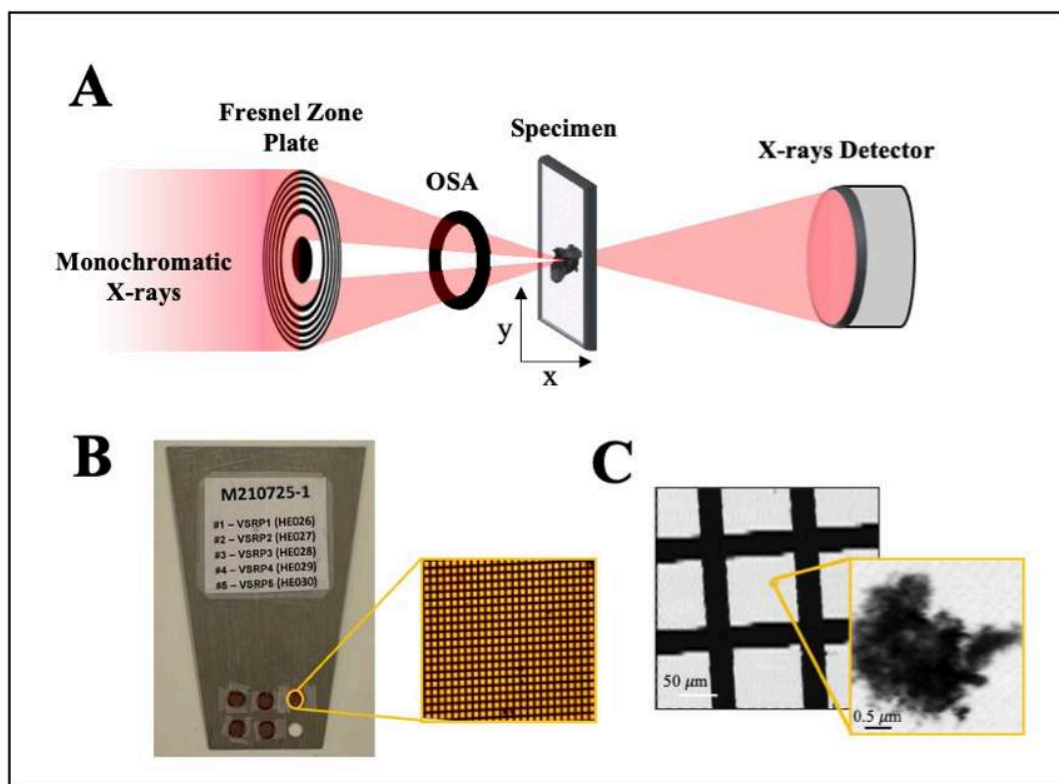 A
Fresnel Zone
Plate
OSA
Specimen
X-rays Detector
Monochromatic
X-rays
y
x
B
M210725-1
#1 – VSRP1 (HE026)
#2 – VSRP2 (HE027)
#3 – VSRP3 (HE028)
#4 – VSRP4 (HE029)
#5 – VSRP5 (HE030)
C
50 μm
0.5 μm